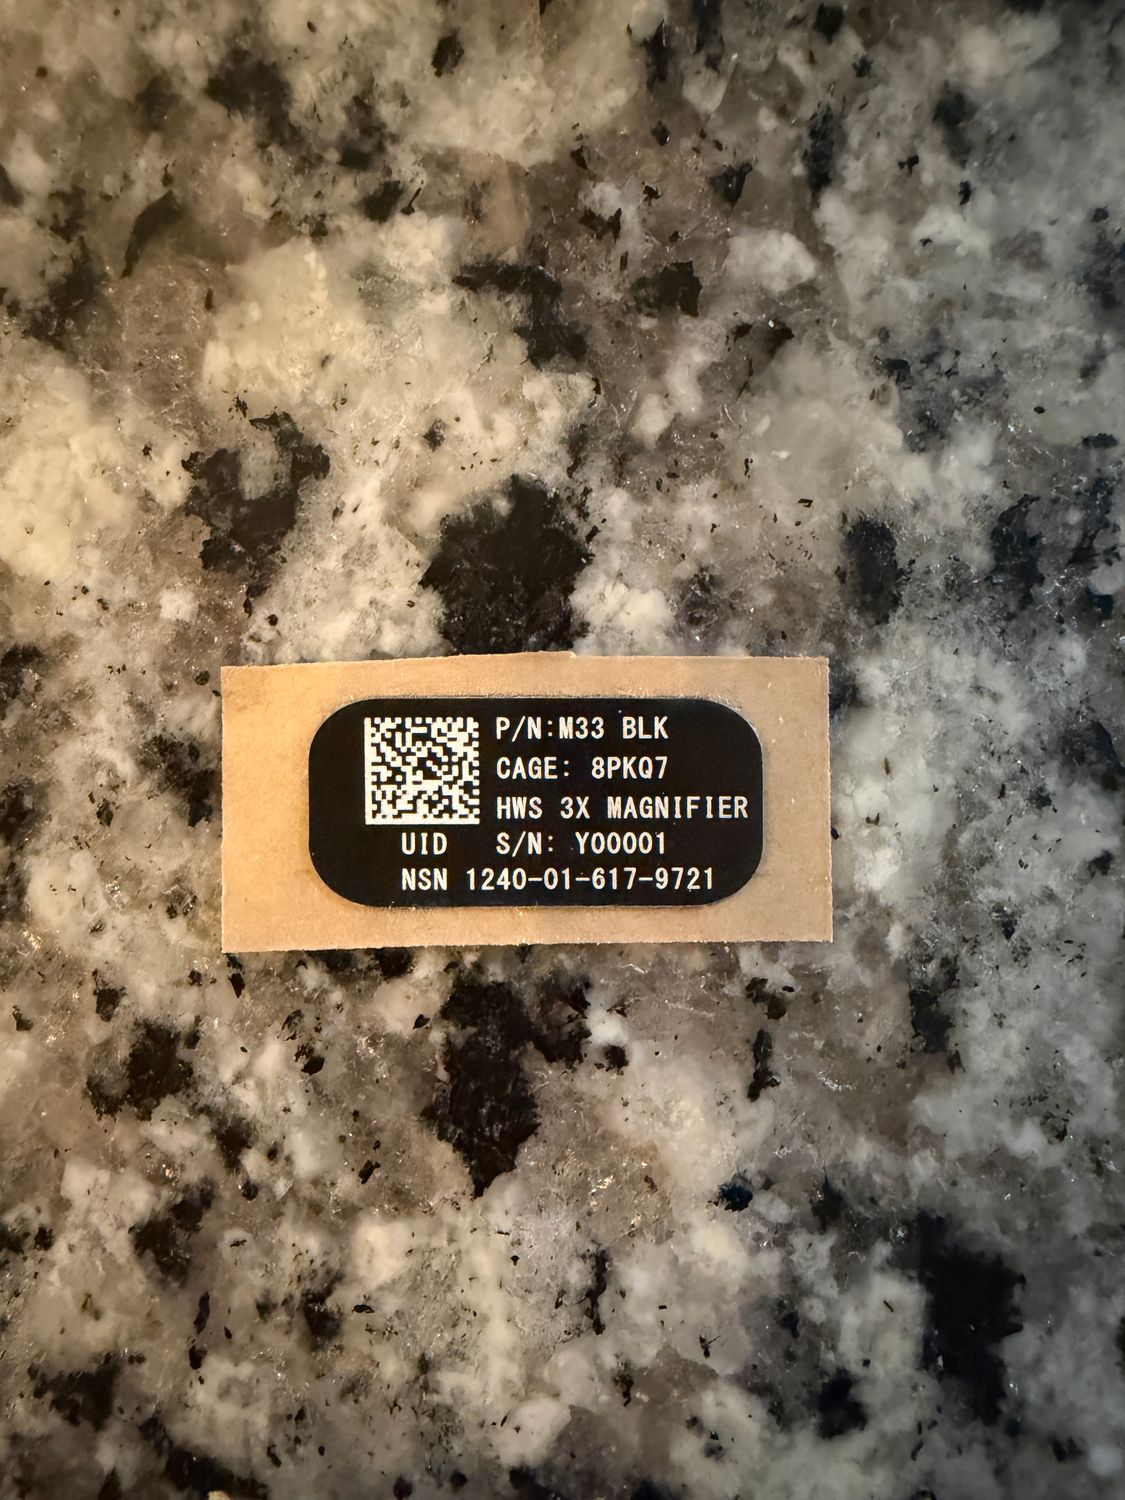 P/N:M33 BLK
CAGE: 8PKQ7
HWS 3X MAGNIFIER
UID S/N: Y00001
NSN 1240-01-617-9721